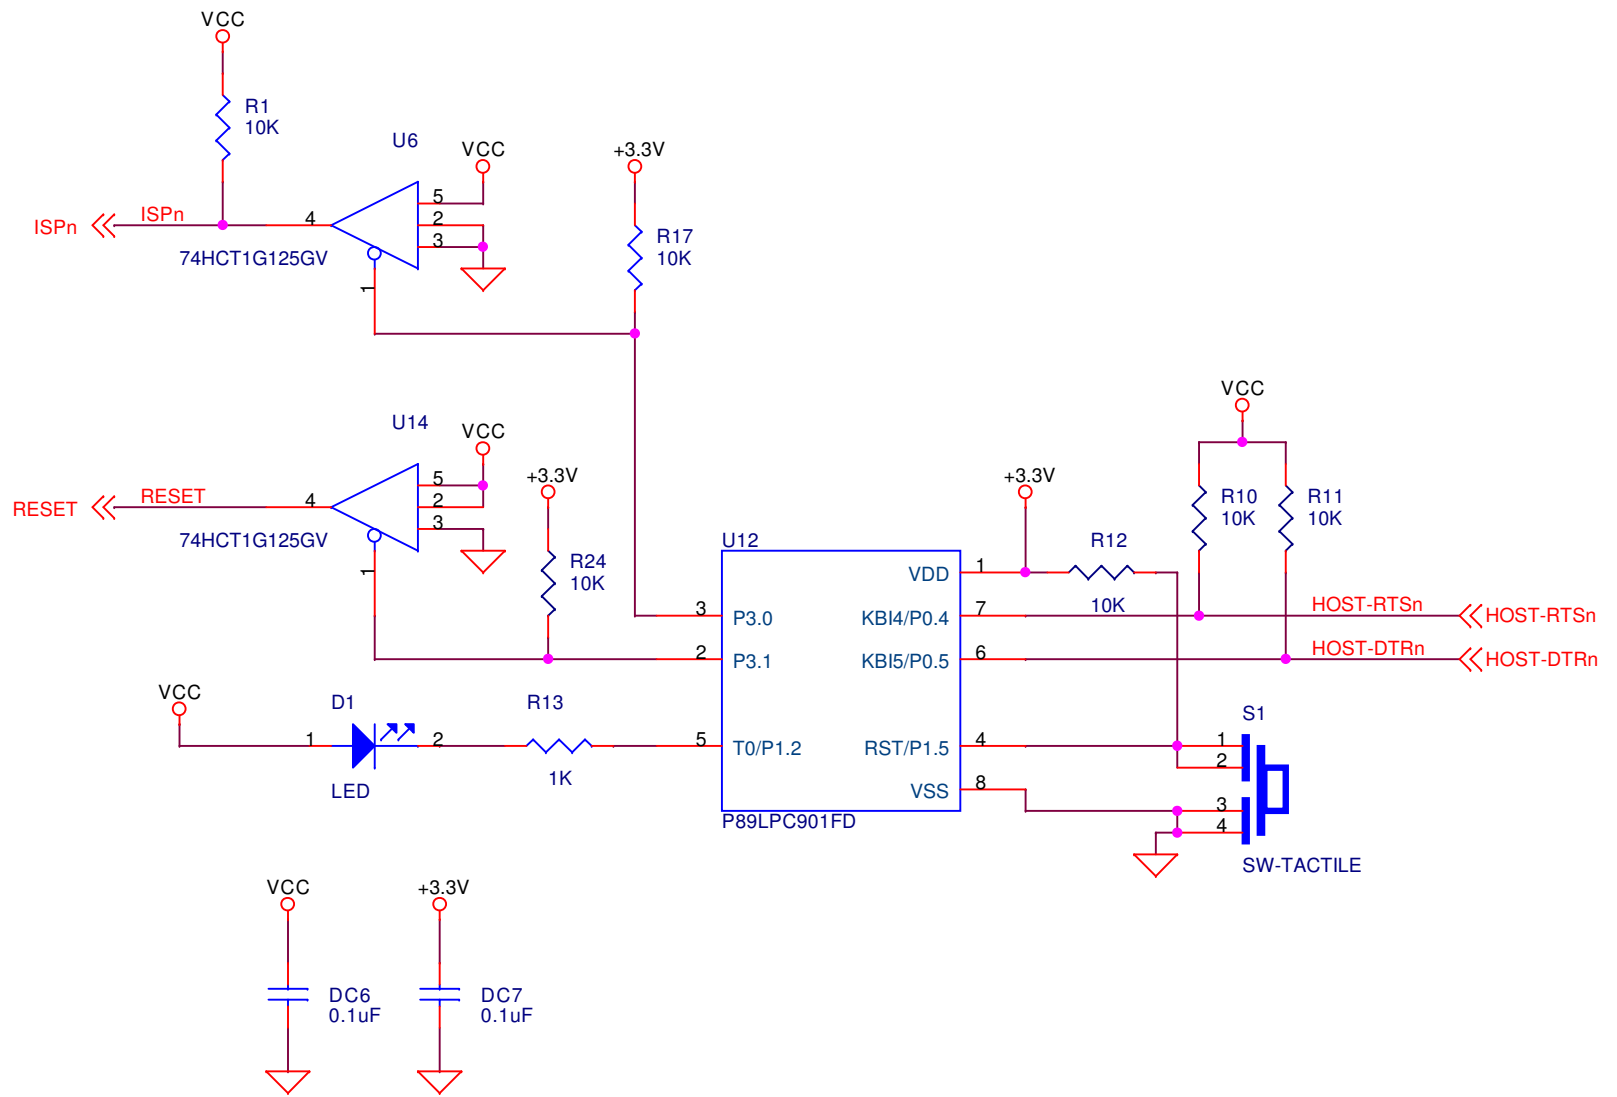 VCC
R1
10K
U6
VCC
+3.3V
5
2
3
4
1
ISPn
ISPn
74HCT1G125GV
R17
10K
U14
VCC
+3.3V
5
2
3
4
1
RESET
RESET
74HCT1G125GV
R24
10K
VCC
+3.3V
R10
10K
R11
10K
R12
10K
U12
VDD
1
3
P3.0
KBI4/P0.4
7
HOST-RTSn
HOST-RTSn
2
P3.1
KBI5/P0.5
6
HOST-DTRn
HOST-DTRn
VCC
D1
1
2
LED
R13
1K
5
T0/P1.2
RST/P1.5
4
VSS
8
P89LPC901FD
S1
1
2
3
4
SW-TACTILE
VCC
+3.3V
DC6
0.1uF
DC7
0.1uF